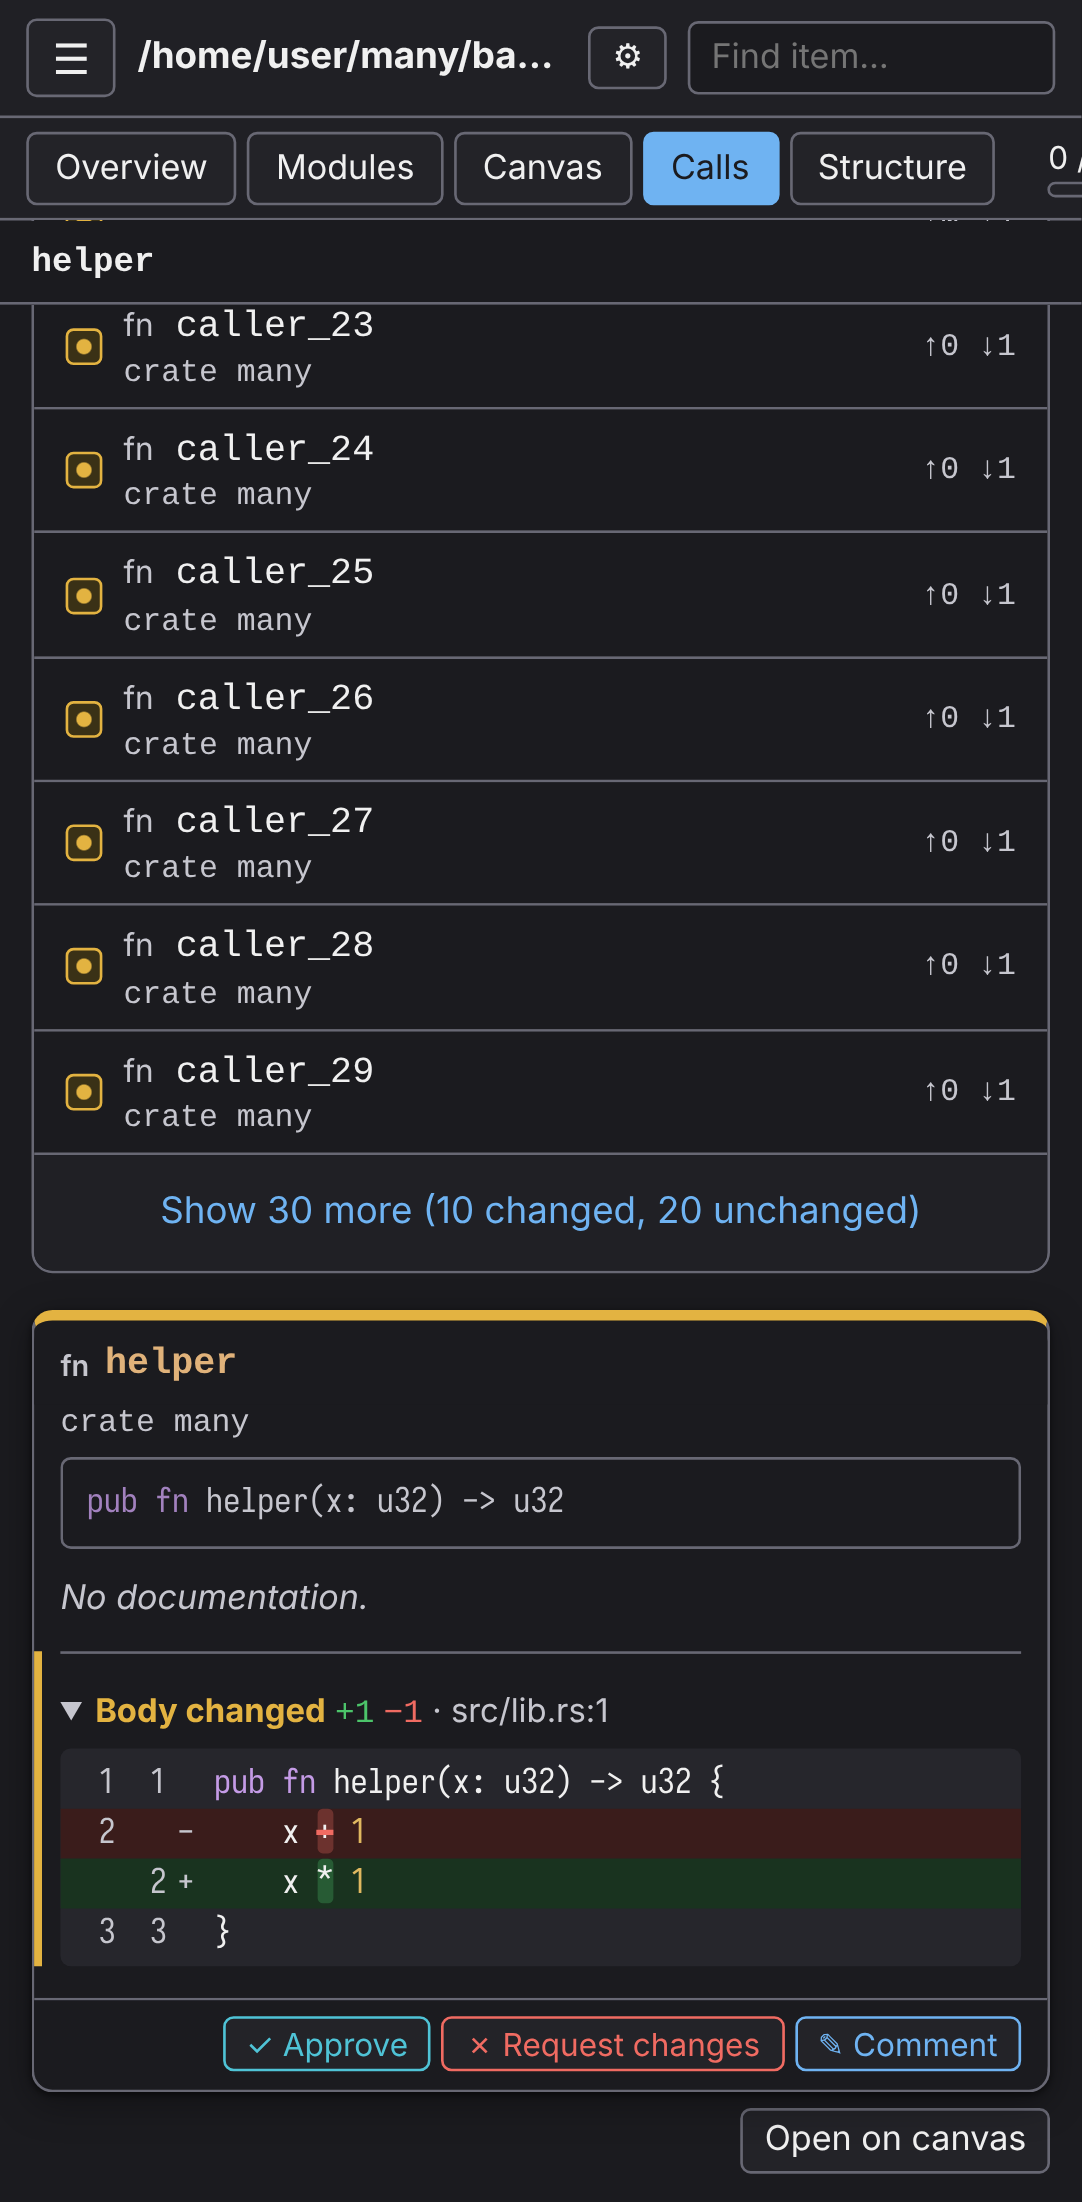 ☰ /home/user/many/ba... ⚙ Find item...
Overview Modules Canvas Calls Structure 0 /
helper
fn caller_23 ↑0 ↓1
crate many
fn caller_24 ↑0 ↓1
crate many
fn caller_25 ↑0 ↓1
crate many
fn caller_26 ↑0 ↓1
crate many
fn caller_27 ↑0 ↓1
crate many
fn caller_28 ↑0 ↓1
crate many
fn caller_29 ↑0 ↓1
crate many
Show 30 more (10 changed, 20 unchanged)
fn helper
crate many
pub fn helper(x: u32) -> u32
No documentation.
▼ Body changed +1 −1 · src/lib.rs:1
1 1 pub fn helper(x: u32) -> u32 {
2 − x + 1
2 + x * 1
3 3 }
✓ Approve × Request changes ✎ Comment
Open on canvas